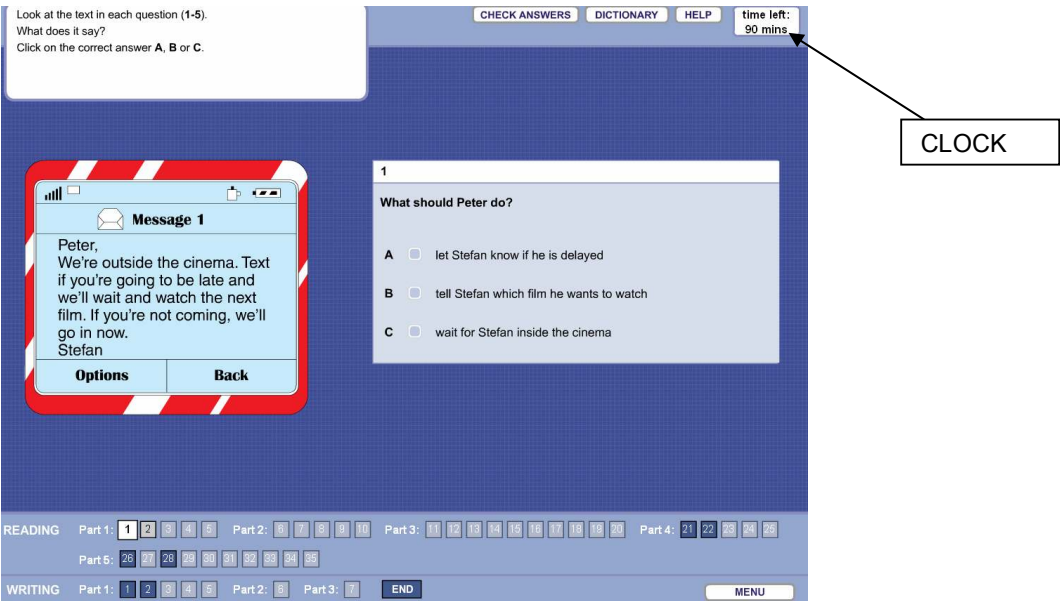 Look at the text in each question (1-5).
What does it say?
Click on the correct answer A, B or C.
CHECK ANSWERS DICTIONARY HELP
time left:
90 mins
CLOCK
Message 1
Peter,
We're outside the cinema. Text
if you're going to be late and
we'll wait and watch the next
film. If you're not coming, we'll
go in now.
Stefan
Options Back
1
What should Peter do?
A let Stefan know if he is delayed
B tell Stefan which film he wants to watch
C wait for Stefan inside the cinema
READING Part 1: 1 2 3 4 5 Part 2: 6 7 8 9 10 Part 3: 11 12 13 14 15 16 17 18 19 20 Part 4: 21 22 23 24 25
Part 5: 26 27 28 29 30 31 32 33 34 35
WRITING Part 1: 1 2 3 4 5 Part 2: 6 Part 3: 7 END
MENU